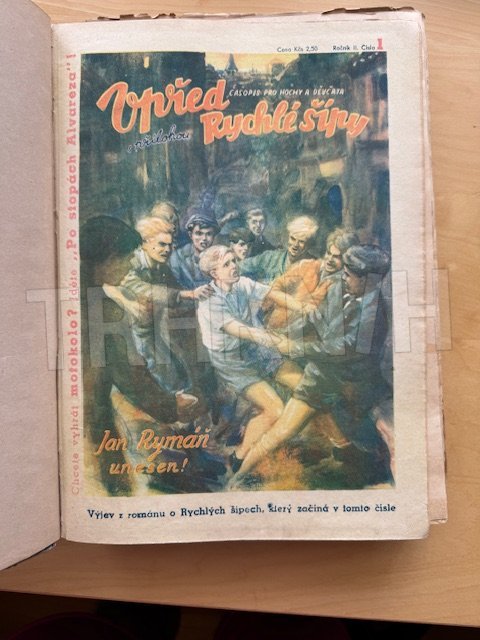 Cena Kčs 2,50
Ročník II. Číslo 1
Vpřed
ČASOPIS PRO HOCHY A DĚVČATA
s přílohou
Rychlé šípy
Chcete vyhrát motokolo? Jděte „Po stopách Alvareza"!
Jan Rymáň
unesen!
Výjev z románu o Rychlých šípech, který začíná v tomto čísle
TRHKNIH